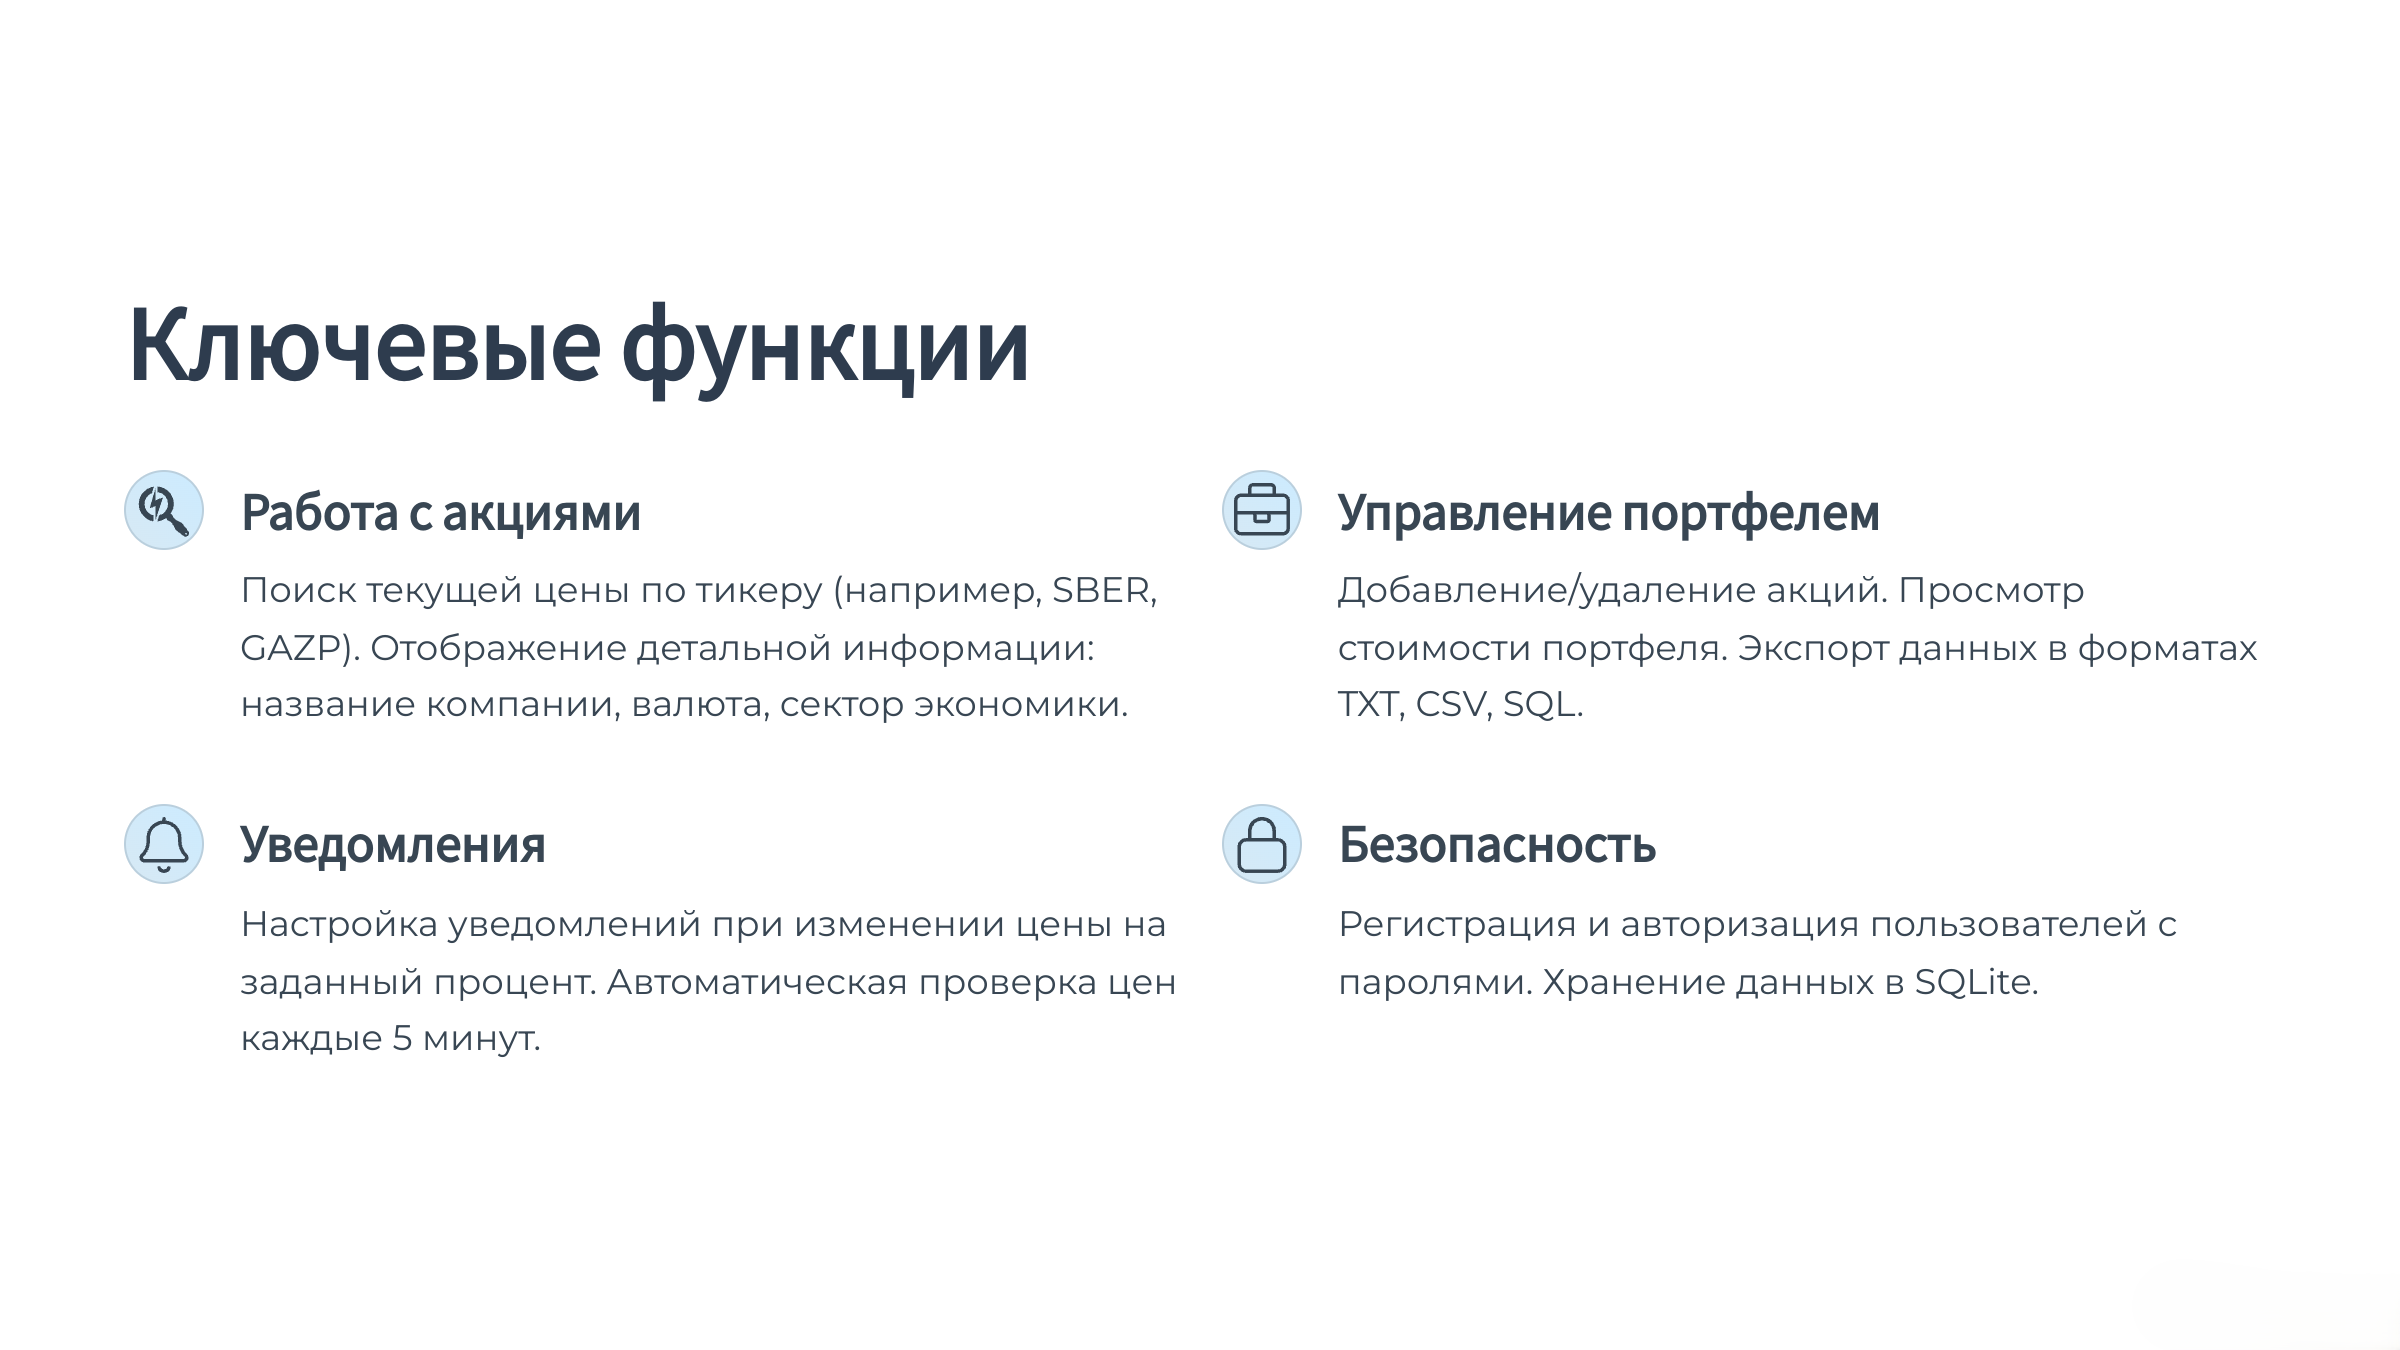 Ключевые функции
Работа с акциями
Поиск текущей цены по тикеру (например, SBER,
GAZP). Отображение детальной информации:
название компании, валюта, сектор экономики.
Управление портфелем
Добавление/удаление акций. Просмотр
стоимости портфеля. Экспорт данных в форматах
TXT, CSV, SQL.
Уведомления
Настройка уведомлений при изменении цены на
заданный процент. Автоматическая проверка цен
каждые 5 минут.
Безопасность
Регистрация и авторизация пользователей с
паролями. Хранение данных в SQLite.